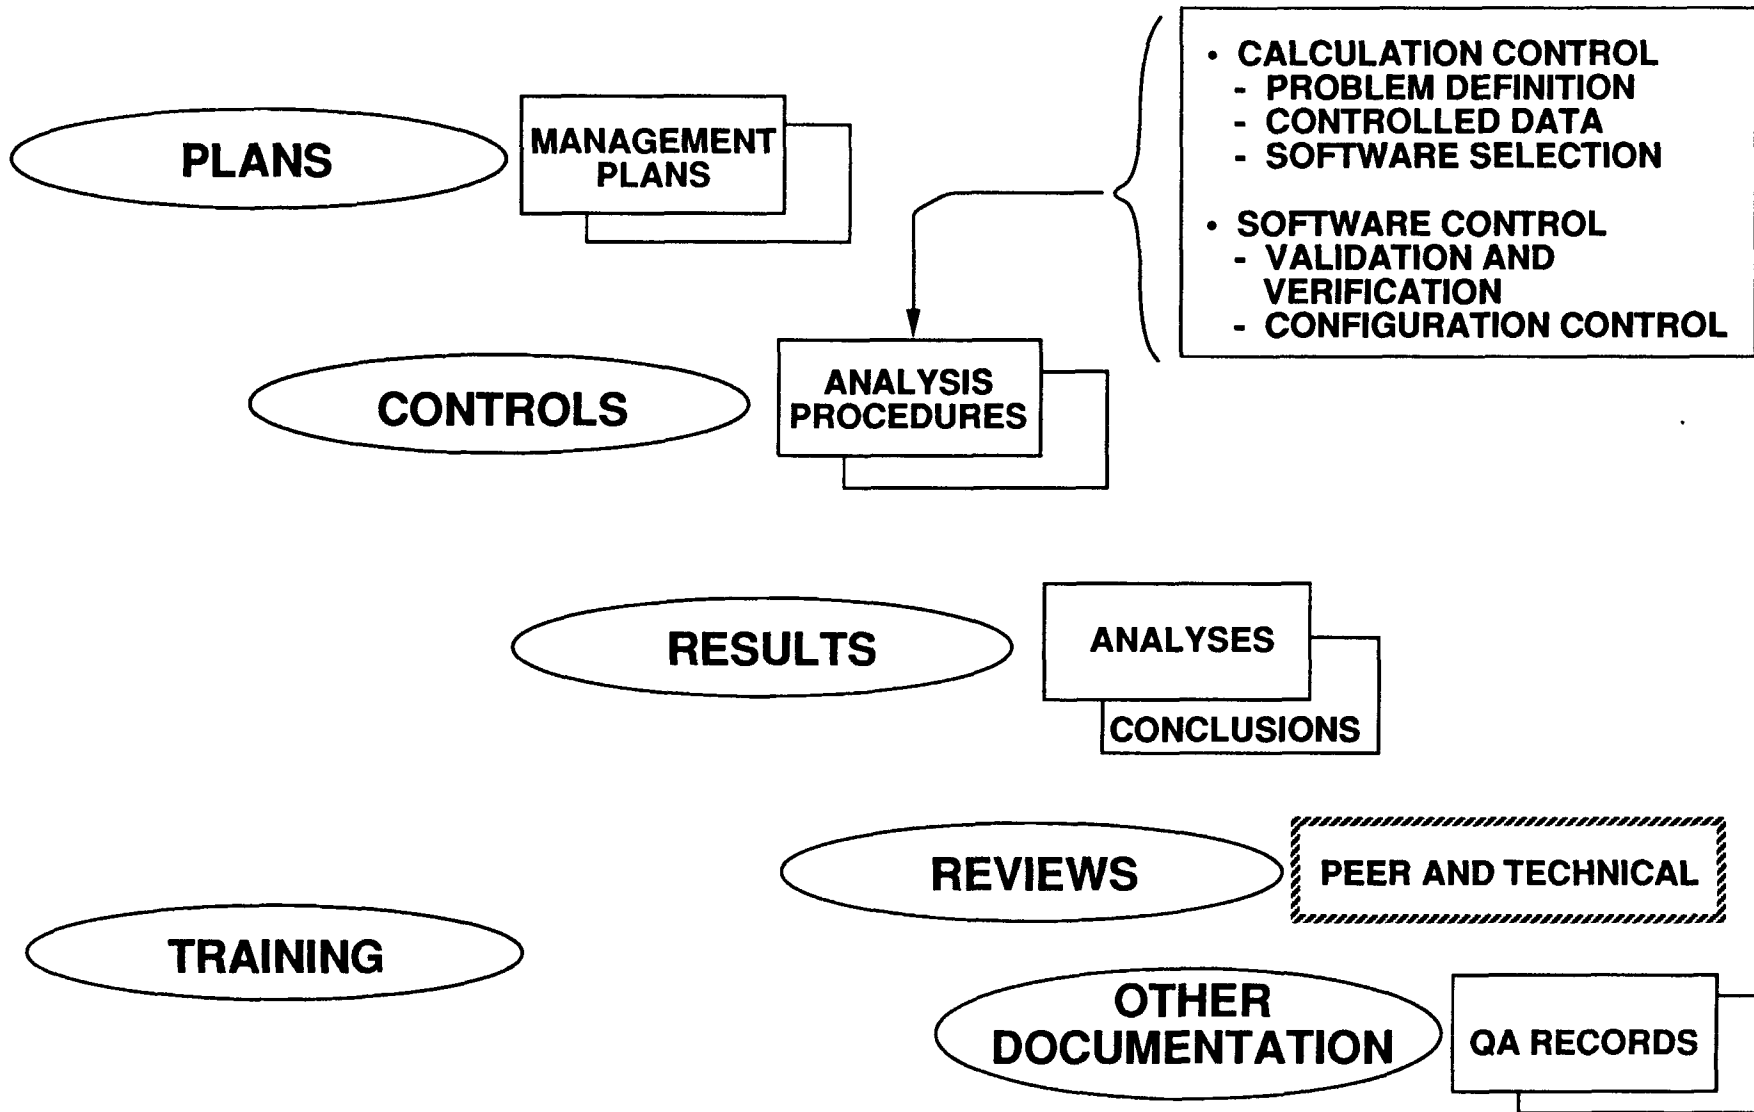 • CALCULATION CONTROL
- PROBLEM DEFINITION
- CONTROLLED DATA
- SOFTWARE SELECTION
• SOFTWARE CONTROL
- VALIDATION AND
VERIFICATION
- CONFIGURATION CONTROL
PLANS
MANAGEMENT
PLANS
CONTROLS
ANALYSIS
PROCEDURES
RESULTS
ANALYSES
CONCLUSIONS
REVIEWS
PEER AND TECHNICAL
TRAINING
OTHER
DOCUMENTATION
QA RECORDS